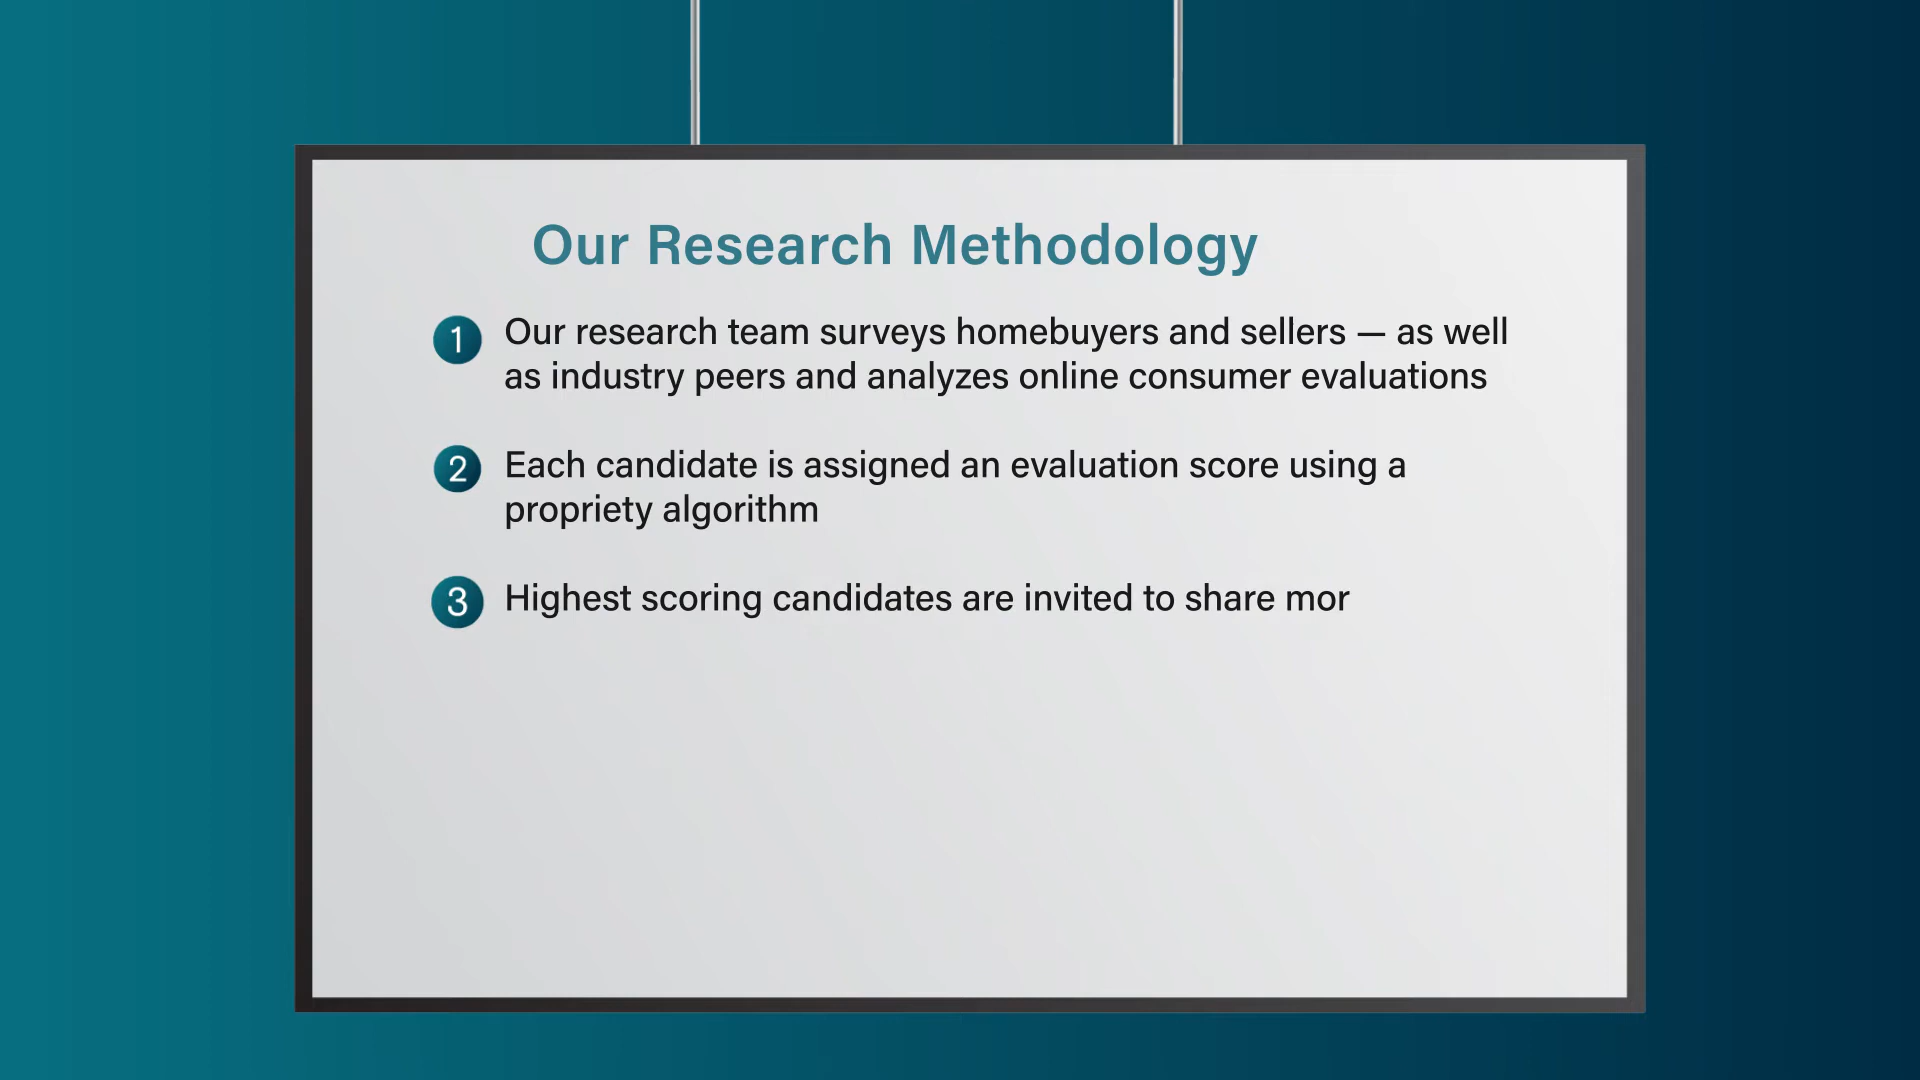 Our Research Methodology
1 Our research team surveys homebuyers and sellers — as well
as industry peers and analyzes online consumer evaluations
2 Each candidate is assigned an evaluation score using a
propriety algorithm
3 Highest scoring candidates are invited to share mor